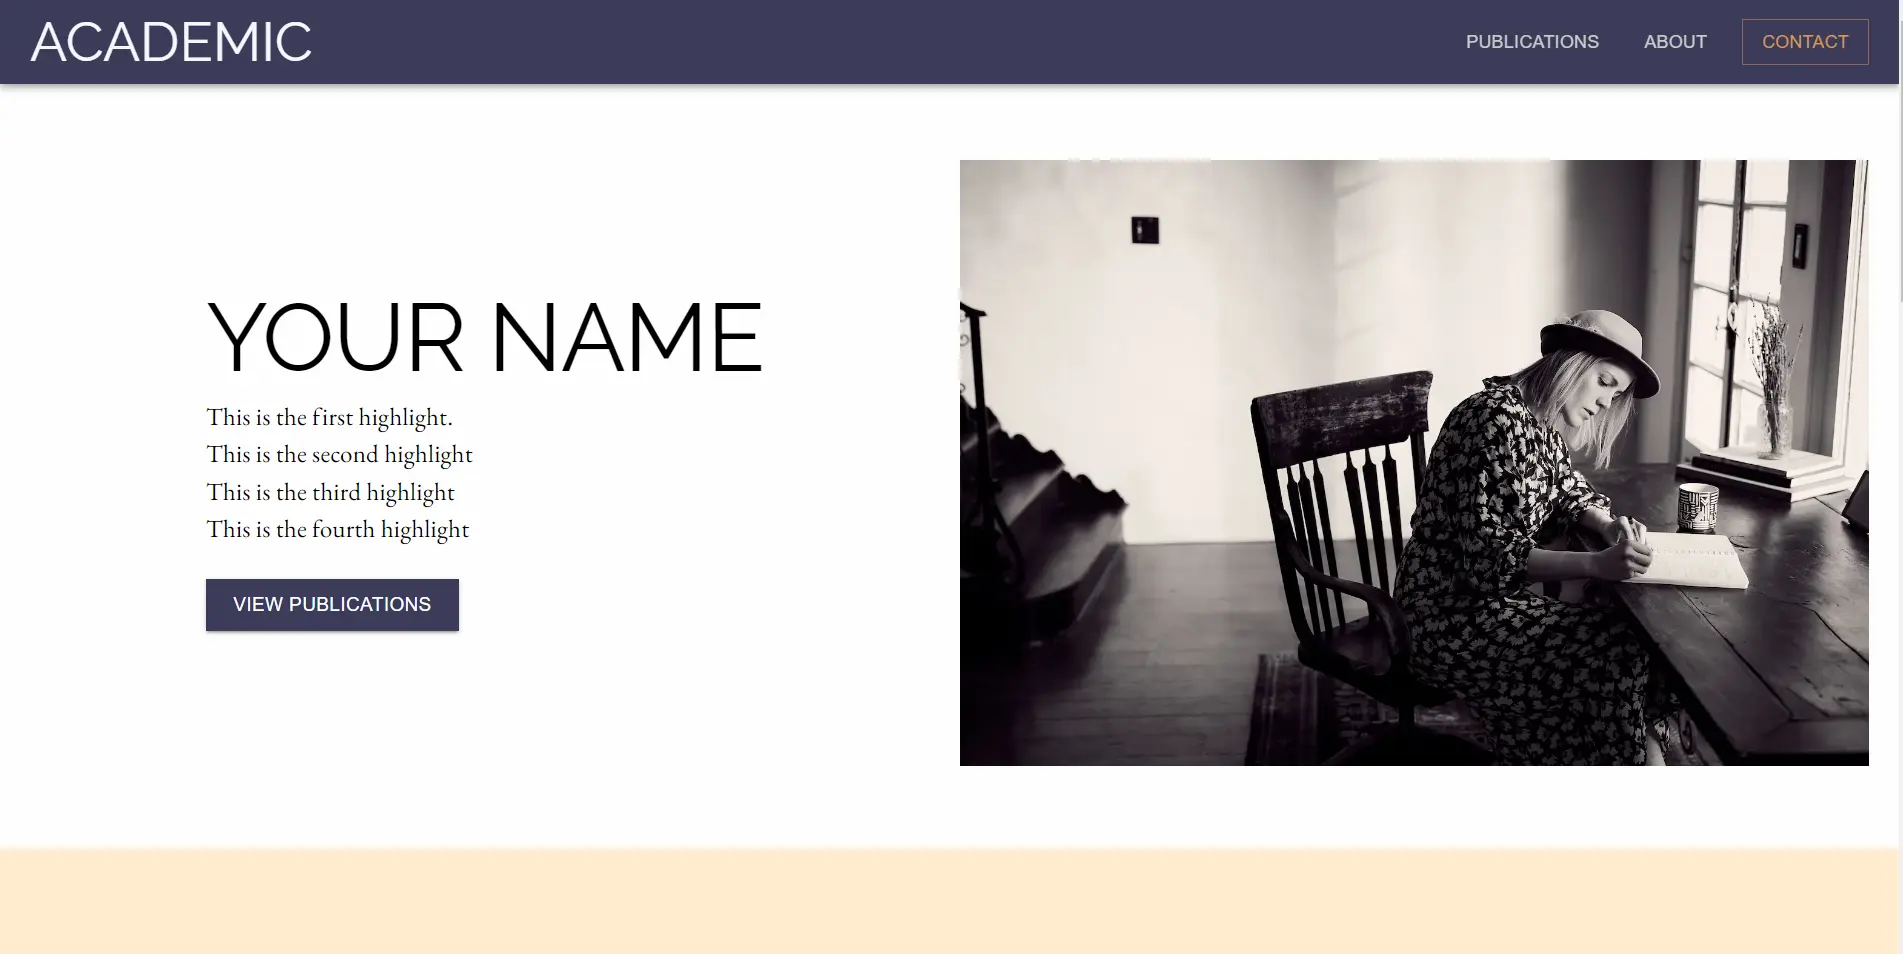 ACADEMIC
PUBLICATIONS
ABOUT
CONTACT
YOUR NAME
This is the first highlight.
This is the second highlight
This is the third highlight
This is the fourth highlight
VIEW PUBLICATIONS